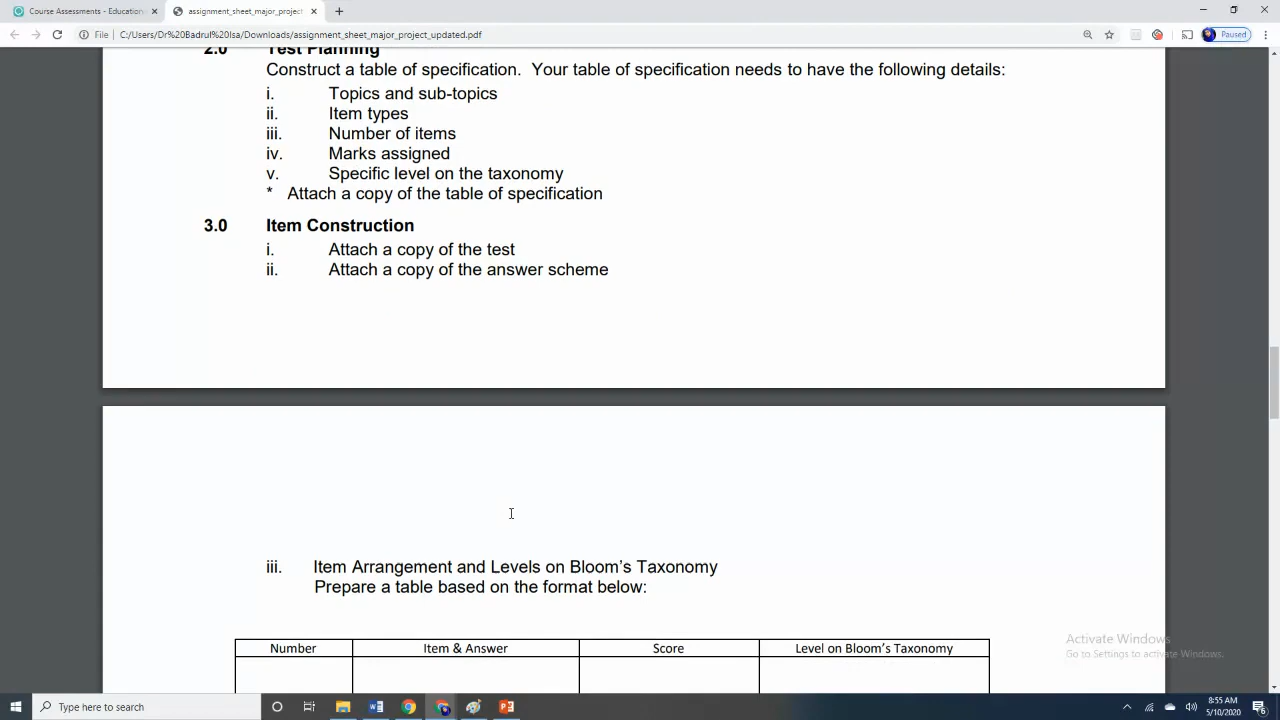 Course Assessments - Education
assignment_sheet_major_project
File
C:/Users/Dr%20Badrul%20Isa/Downloads/assignment_sheet_major_project_updated.pdf
Paused
2.0 Test Planning
Construct a table of specification. Your table of specification needs to have the following details:
i. Topics and sub-topics
ii. Item types
iii. Number of items
iv. Marks assigned
v. Specific level on the taxonomy
* Attach a copy of the table of specification
3.0 Item Construction
i. Attach a copy of the test
ii. Attach a copy of the answer scheme
iii. Item Arrangement and Levels on Bloom's Taxonomy
Prepare a table based on the format below:
Number Item & Answer Score Level on Bloom's Taxonomy
Activate Windows
Go to Settings to activate Windows.
Type here to search
8:55 AM
5/10/2020